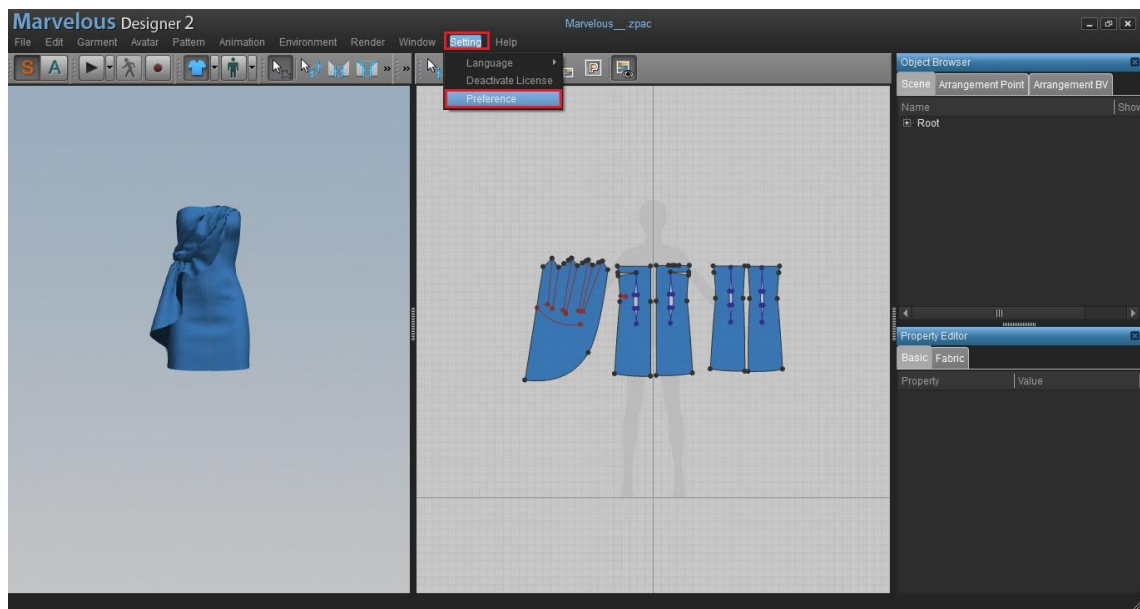 Marvelous Designer 2
Marvelous__.zpac
File Edit Garment Avatar Pattern Animation Environment Render Window Setting Help
Language
Deactivate License
Preference
S A
P
Object Browser
Scene Arrangement Point Arrangement BV
Name Show
Root
Property Editor
Basic Fabric
Property Value